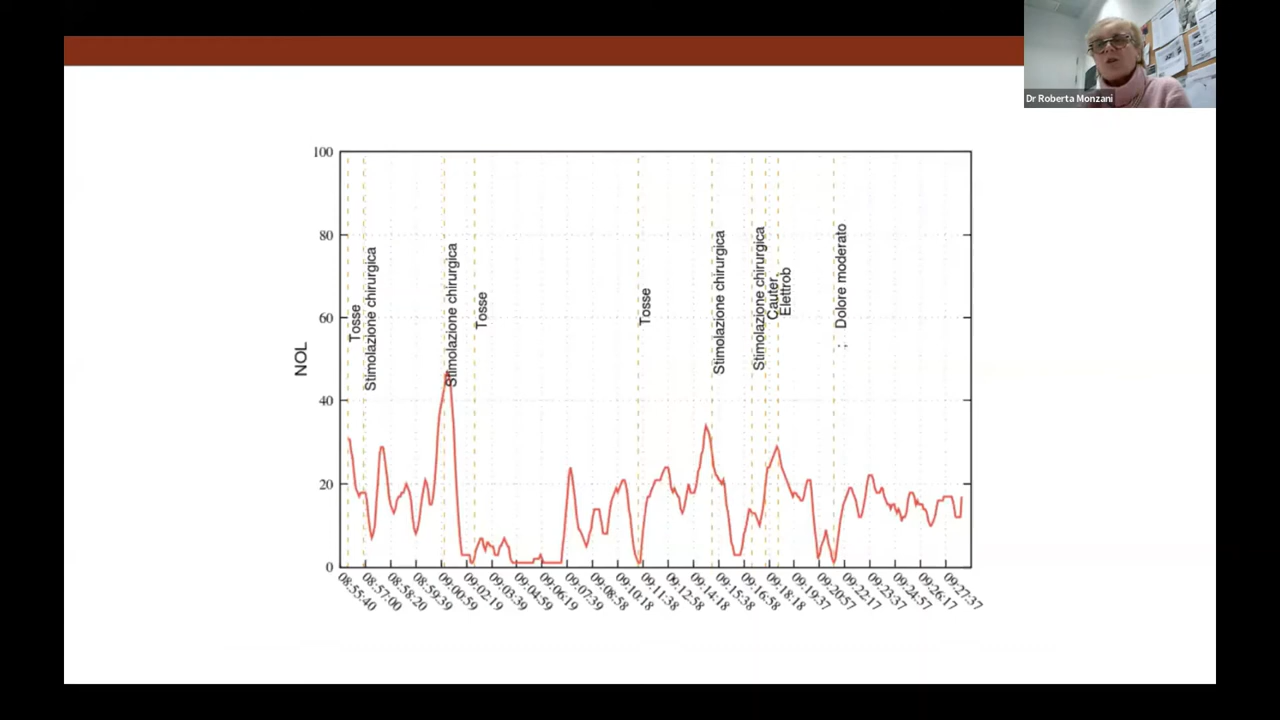 Dr Roberta Monzani
100
80
60
40
20
0
NOL
Tosse
Stimolazione chirurgica
Stimolazione chirurgica
Tosse
Tosse
Stimolazione chirurgica
Stimolazione chirurgica
Cauter.
Elettrob
; Dolore moderato
08:55:40
08:57:00
08:58:20
08:59:39
09:00:59
09:02:19
09:03:39
09:04:59
09:06:19
09:07:39
09:08:58
09:10:18
09:11:38
09:12:58
09:14:18
09:15:38
09:16:58
09:18:18
09:19:37
09:20:57
09:22:17
09:23:37
09:24:57
09:26:17
09:27:37